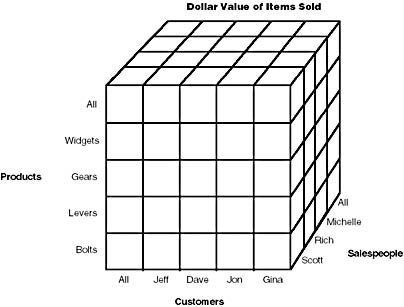 Dollar Value of Items Sold
All
Widgets
Products
Gears
Levers
Bolts
All
Michelle
Rich
Scott
Salespeople
All Jeff Dave Jon Gina
Customers